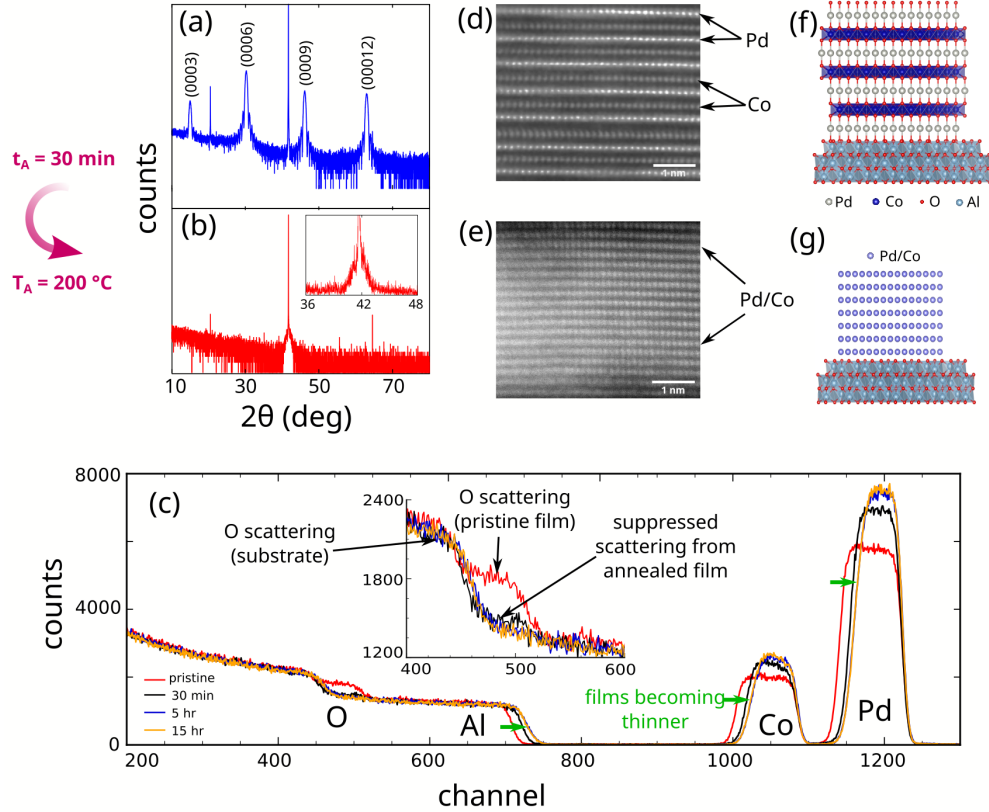 (a)
(0003)
(0006)
(0009)
(00012)
counts
t_A = 30 min
T_A = 200 °C
(b)
36
42
48
10
30
50
70
2θ (deg)
(d)
Pd
Co
1 nm
(e)
Pd/Co
1 nm
(f)
Pd
Co
O
Al
(g)
Pd/Co
(c)
counts
8000
4000
0
2400
1800
1200
400
500
600
O scattering
(substrate)
O scattering
(pristine film)
suppressed
scattering from
annealed film
pristine
30 min
5 hr
15 hr
O
Al
films becoming
thinner
Co
Pd
200
400
600
800
1000
1200
channel